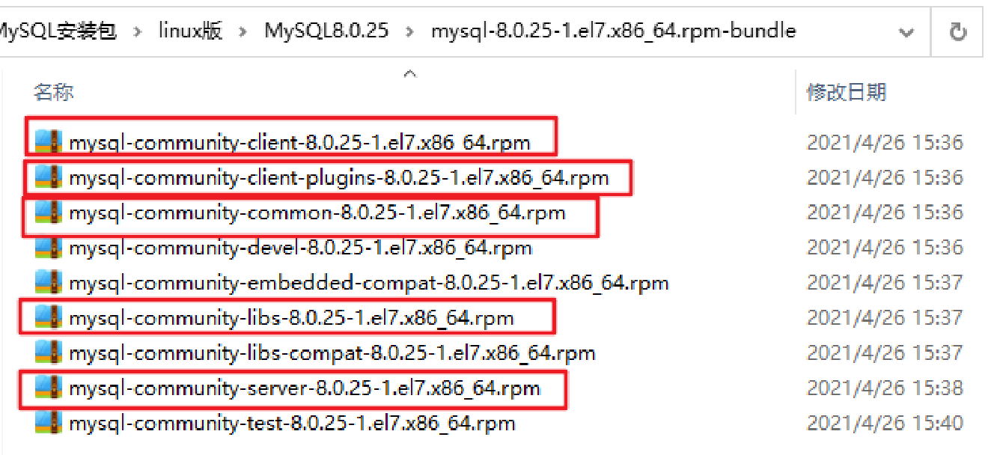 MySQL安装包 › linux版 › MySQL8.0.25 › mysql-8.0.25-1.el7.x86_64.rpm-bundle
名称 修改日期
mysql-community-client-8.0.25-1.el7.x86_64.rpm 2021/4/26 15:36
mysql-community-client-plugins-8.0.25-1.el7.x86_64.rpm 2021/4/26 15:36
mysql-community-common-8.0.25-1.el7.x86_64.rpm 2021/4/26 15:36
mysql-community-devel-8.0.25-1.el7.x86_64.rpm 2021/4/26 15:36
mysql-community-embedded-compat-8.0.25-1.el7.x86_64.rpm 2021/4/26 15:37
mysql-community-libs-8.0.25-1.el7.x86_64.rpm 2021/4/26 15:37
mysql-community-libs-compat-8.0.25-1.el7.x86_64.rpm 2021/4/26 15:37
mysql-community-server-8.0.25-1.el7.x86_64.rpm 2021/4/26 15:38
mysql-community-test-8.0.25-1.el7.x86_64.rpm 2021/4/26 15:40